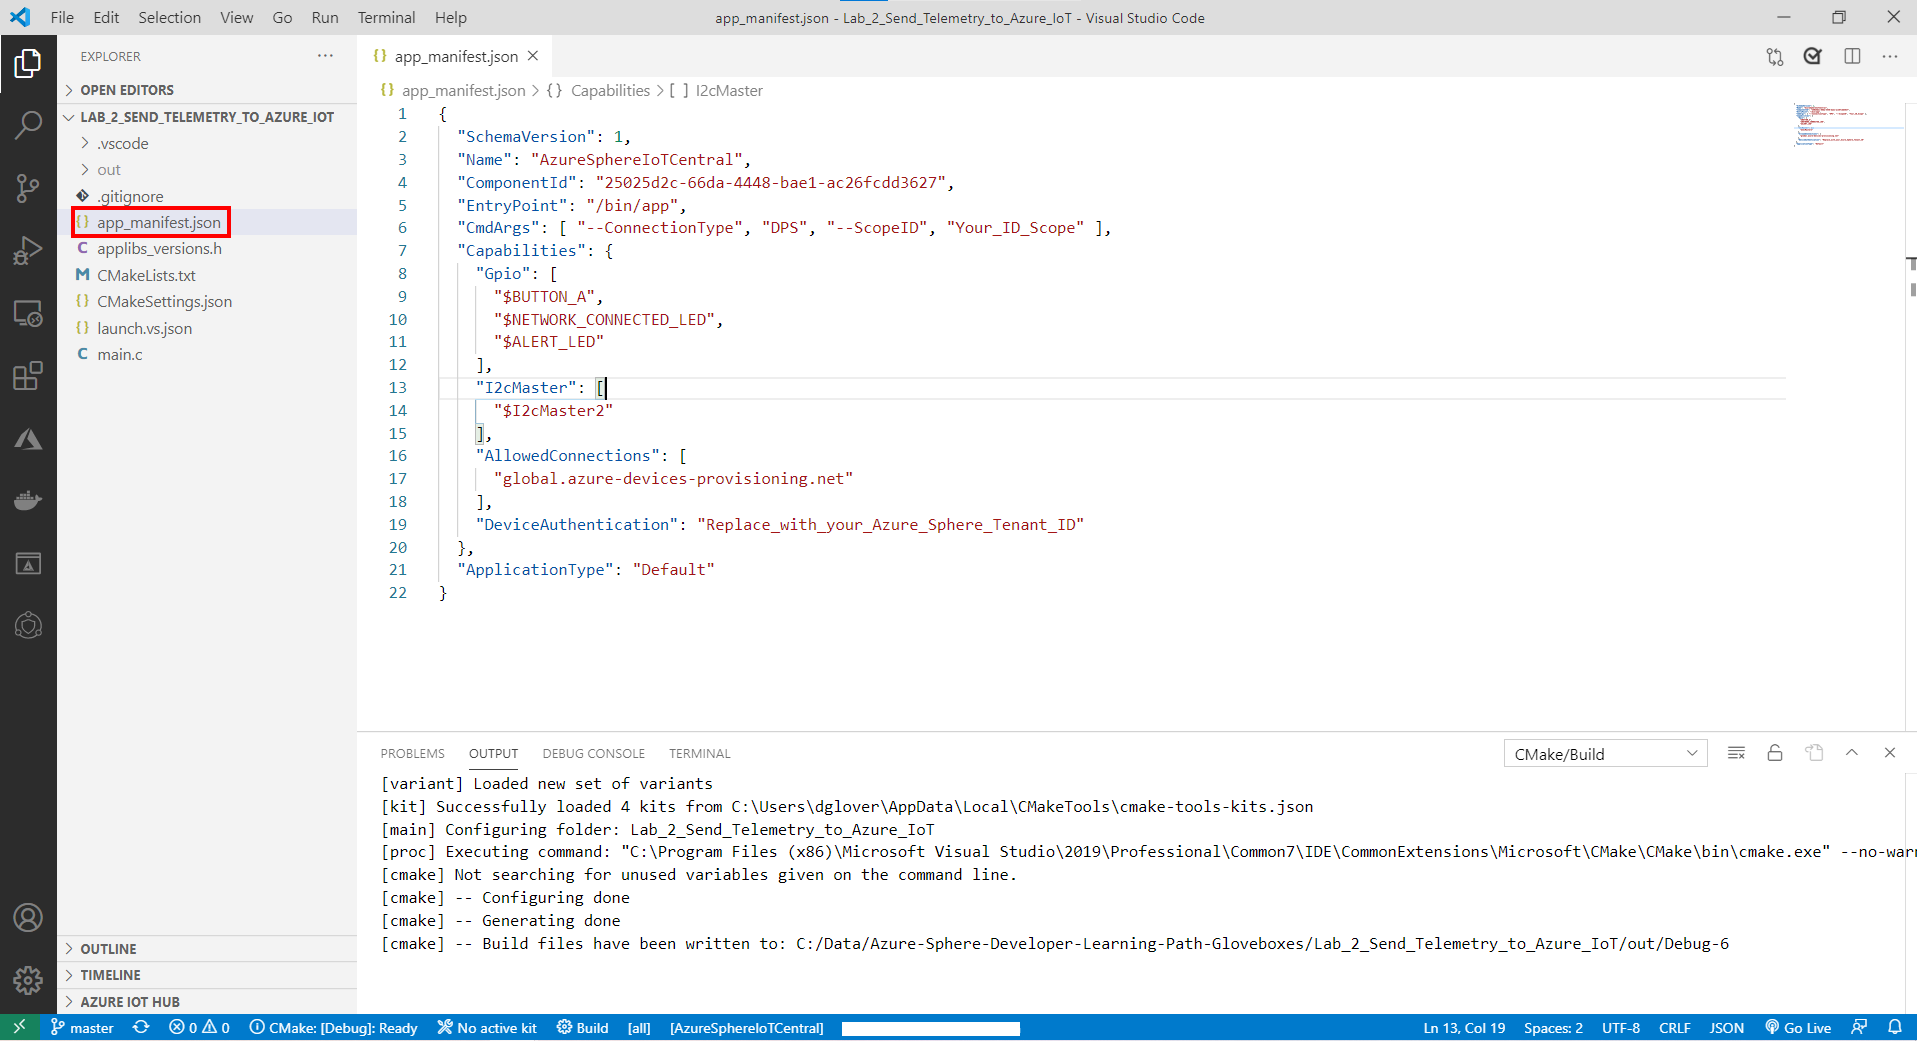 File Edit Selection View Go Run Terminal Help
app_manifest.json - Lab_2_Send_Telemetry_to_Azure_IoT - Visual Studio Code
EXPLORER
OPEN EDITORS
LAB_2_SEND_TELEMETRY_TO_AZURE_IOT
.vscode
out
.gitignore
{} app_manifest.json
C applibs_versions.h
M CMakeLists.txt
{} CMakeSettings.json
{} launch.vs.json
C main.c
OUTLINE
TIMELINE
AZURE IOT HUB
{} app_manifest.json
{} app_manifest.json > {} Capabilities > [ ] I2cMaster
1 {
2 "SchemaVersion": 1,
3 "Name": "AzureSphereIoTCentral",
4 "ComponentId": "25025d2c-66da-4448-bae1-ac26fcdd3627",
5 "EntryPoint": "/bin/app",
6 "CmdArgs": [ "--ConnectionType", "DPS", "--ScopeID", "Your_ID_Scope" ],
7 "Capabilities": {
8 "Gpio": [
9 "$BUTTON_A",
10 "$NETWORK_CONNECTED_LED",
11 "$ALERT_LED"
12 ],
13 "I2cMaster": [
14 "$I2cMaster2"
15 ],
16 "AllowedConnections": [
17 "global.azure-devices-provisioning.net"
18 ],
19 "DeviceAuthentication": "Replace_with_your_Azure_Sphere_Tenant_ID"
20 },
21 "ApplicationType": "Default"
22 }
PROBLEMS OUTPUT DEBUG CONSOLE TERMINAL
CMake/Build
[variant] Loaded new set of variants
[kit] Successfully loaded 4 kits from C:\Users\dglover\AppData\Local\CMakeTools\cmake-tools-kits.json
[main] Configuring folder: Lab_2_Send_Telemetry_to_Azure_IoT
[proc] Executing command: "C:\Program Files (x86)\Microsoft Visual Studio\2019\Professional\Common7\IDE\CommonExtensions\Microsoft\CMake\CMake\bin\cmake.exe" --no-warn
[cmake] Not searching for unused variables given on the command line.
[cmake] -- Configuring done
[cmake] -- Generating done
[cmake] -- Build files have been written to: C:/Data/Azure-Sphere-Developer-Learning-Path-Gloveboxes/Lab_2_Send_Telemetry_to_Azure_IoT/out/Debug-6
master 0 0 CMake: [Debug]: Ready No active kit Build [all] [AzureSphereIoTCentral] Ln 13, Col 19 Spaces: 2 UTF-8 CRLF JSON Go Live